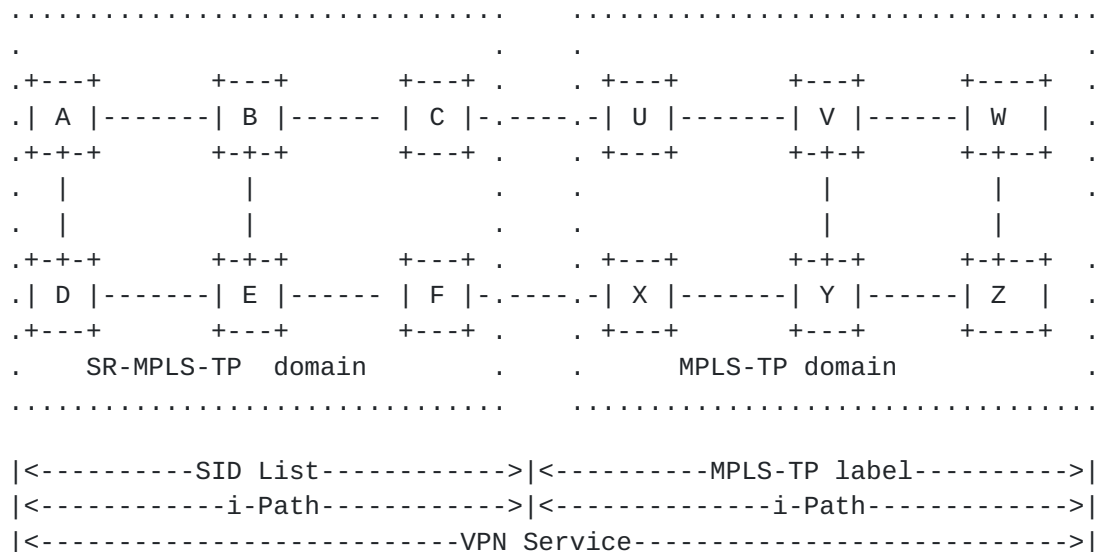 ................................    .................................
.                               .    .                                 .
.+---+       +---+       +---+ .    . +---+       +---+      +----+  .
.| A |-------| B |------ | C |-.----.-| U |-------| V |------| W  |  .
.+-+-+       +-+-+       +---+ .    . +---+       +-+-+      +-+--+  .
.  |           |               .    .               |          |     .
.  |           |               .    .               |          |     .
.+-+-+       +-+-+       +---+ .    . +---+       +-+-+      +-+--+  .
.| D |-------| E |------ | F |-.----.-| X |-------| Y |------| Z  |  .
.+---+       +---+       +---+ .    . +---+       +---+      +----+  .
.    SR-MPLS-TP  domain        .    .      MPLS-TP domain            .
................................    .................................
|<----------SID List------------>|<----------MPLS-TP label---------->|
|<------------i-Path------------>|<---------------i-Path------------>|
|<---------------------------VPN Service---------------------------->|